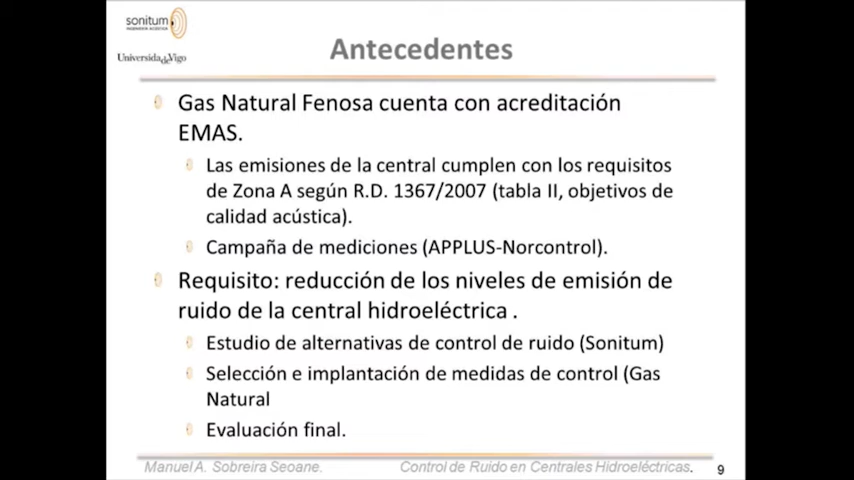 sonitum
INGENIERÍA ACÚSTICA
Universidade Vigo
Antecedentes
Gas Natural Fenosa cuenta con acreditación
EMAS.
Las emisiones de la central cumplen con los requisitos
de Zona A según R.D. 1367/2007 (tabla II, objetivos de
calidad acústica).
Campaña de mediciones (APPLUS-Norcontrol).
Requisito: reducción de los niveles de emisión de
ruido de la central hidroeléctrica .
Estudio de alternativas de control de ruido (Sonitum)
Selección e implantación de medidas de control (Gas
Natural
Evaluación final.
Manuel A. Sobreira Seoane.
Control de Ruido en Centrales Hidroeléctricas.
9